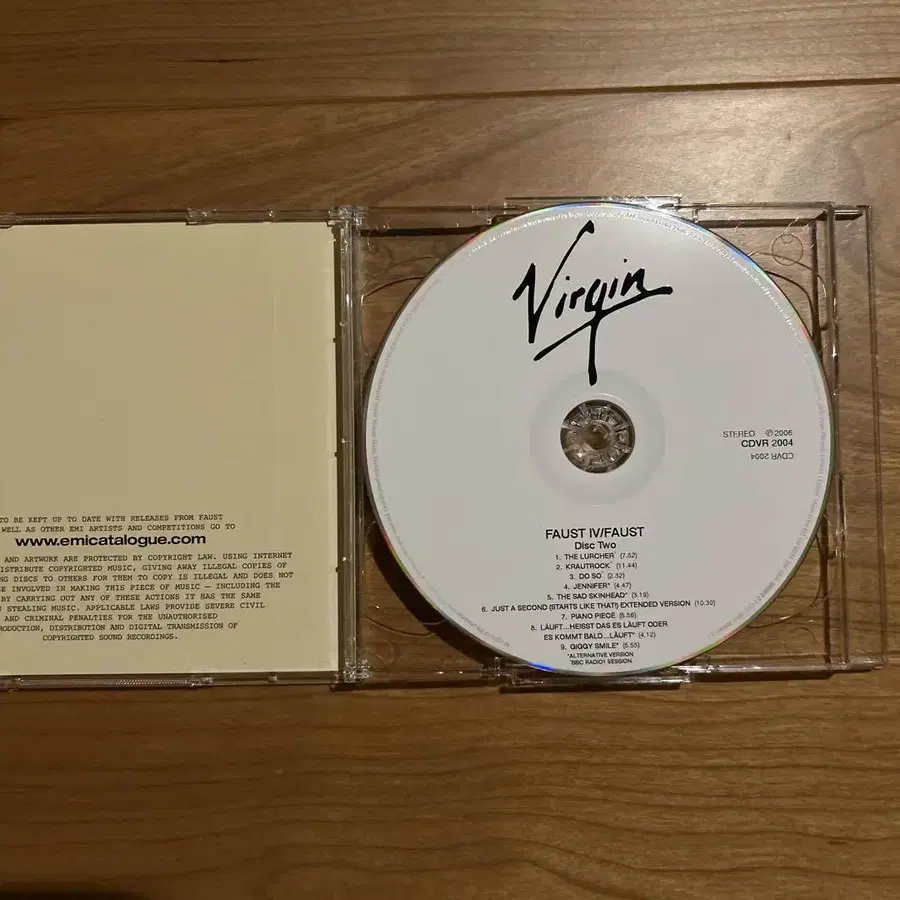 TO BE KEPT UP TO DATE WITH RELEASES FROM FAUST
WELL AS OTHER EMI ARTISTS AND COMPETITIONS GO TO
www.emicatalogue.com
AND ARTWORK ARE PROTECTED BY COPYRIGHT LAW. USING INTERNET
DISTRIBUTE COPYRIGHTED MUSIC, GIVING AWAY ILLEGAL COPIES OF
DISCS TO OTHERS FOR THEM TO COPY IS ILLEGAL AND DOES NOT
INVOLVED IN MAKING THIS PIECE OF MUSIC – INCLUDING THE
BY CARRYING OUT ANY OF THESE ACTIONS IT HAS THE SAME
STEALING MUSIC. APPLICABLE LAWS PROVIDE SEVERE CIVIL
AND CRIMINAL PENALTIES FOR THE UNAUTHORISED
DISTRIBUTION AND DIGITAL TRANSMISSION OF
COPYRIGHTED SOUND RECORDINGS.
Virgin
STEREO ℗ 2006
CDVR 2004
CDVR 2004
FAUST IV/FAUST
Disc Two
1. THE LURCHER^ (7.52)
2. KRAUTROCK^ (11.44)
3. DO SO^ (2.32)
4. JENNIFER* (4.47)
5. THE SAD SKINHEAD* (3.19)
6. JUST A SECOND (STARTS LIKE THAT!) EXTENDED VERSION (10.30)
7. PIANO PIECE (5.56)
8. LÄUFT...HEISST DAS ES LÄUFT ODER
ES KOMMT BALD...LÄUFT* (4.12)
9. GIGGY SMILE* (5.55)
*ALTERNATIVE VERSION
^BBC RADIO1 SESSION